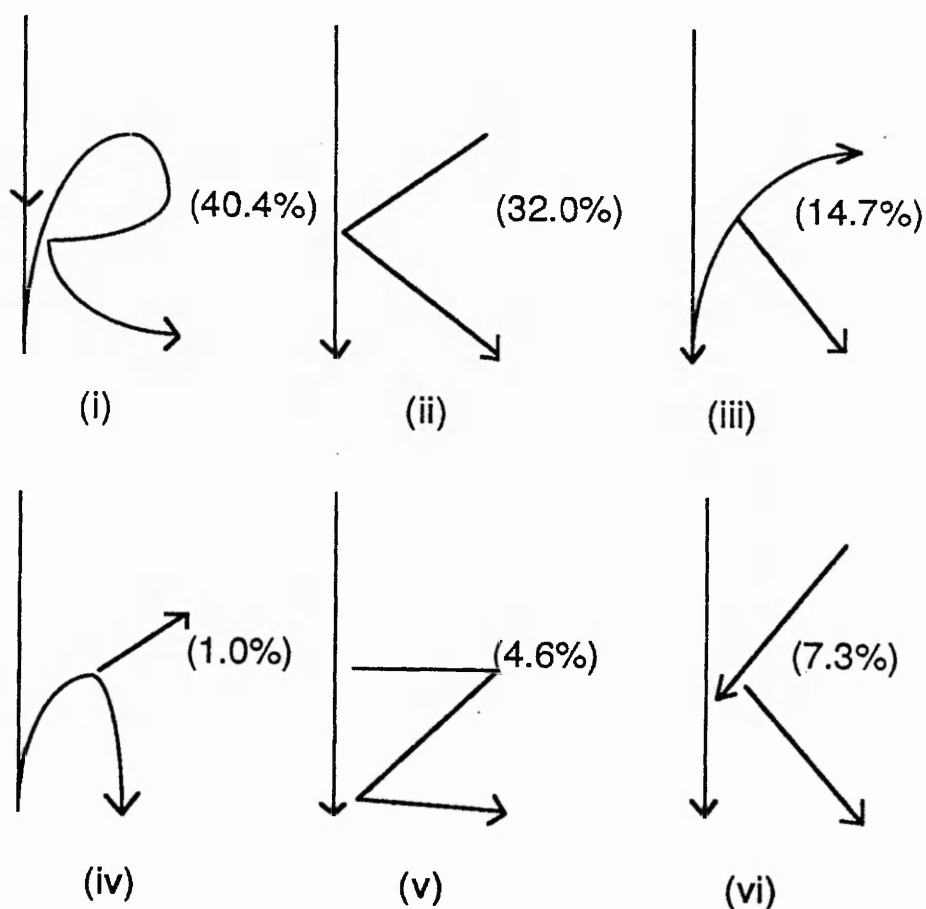 (40.4%) (32.0%) (14.7%)
(i) (ii) (iii)
(1.0%) (4.6%) (7.3%)
(iv) (v) (vi)